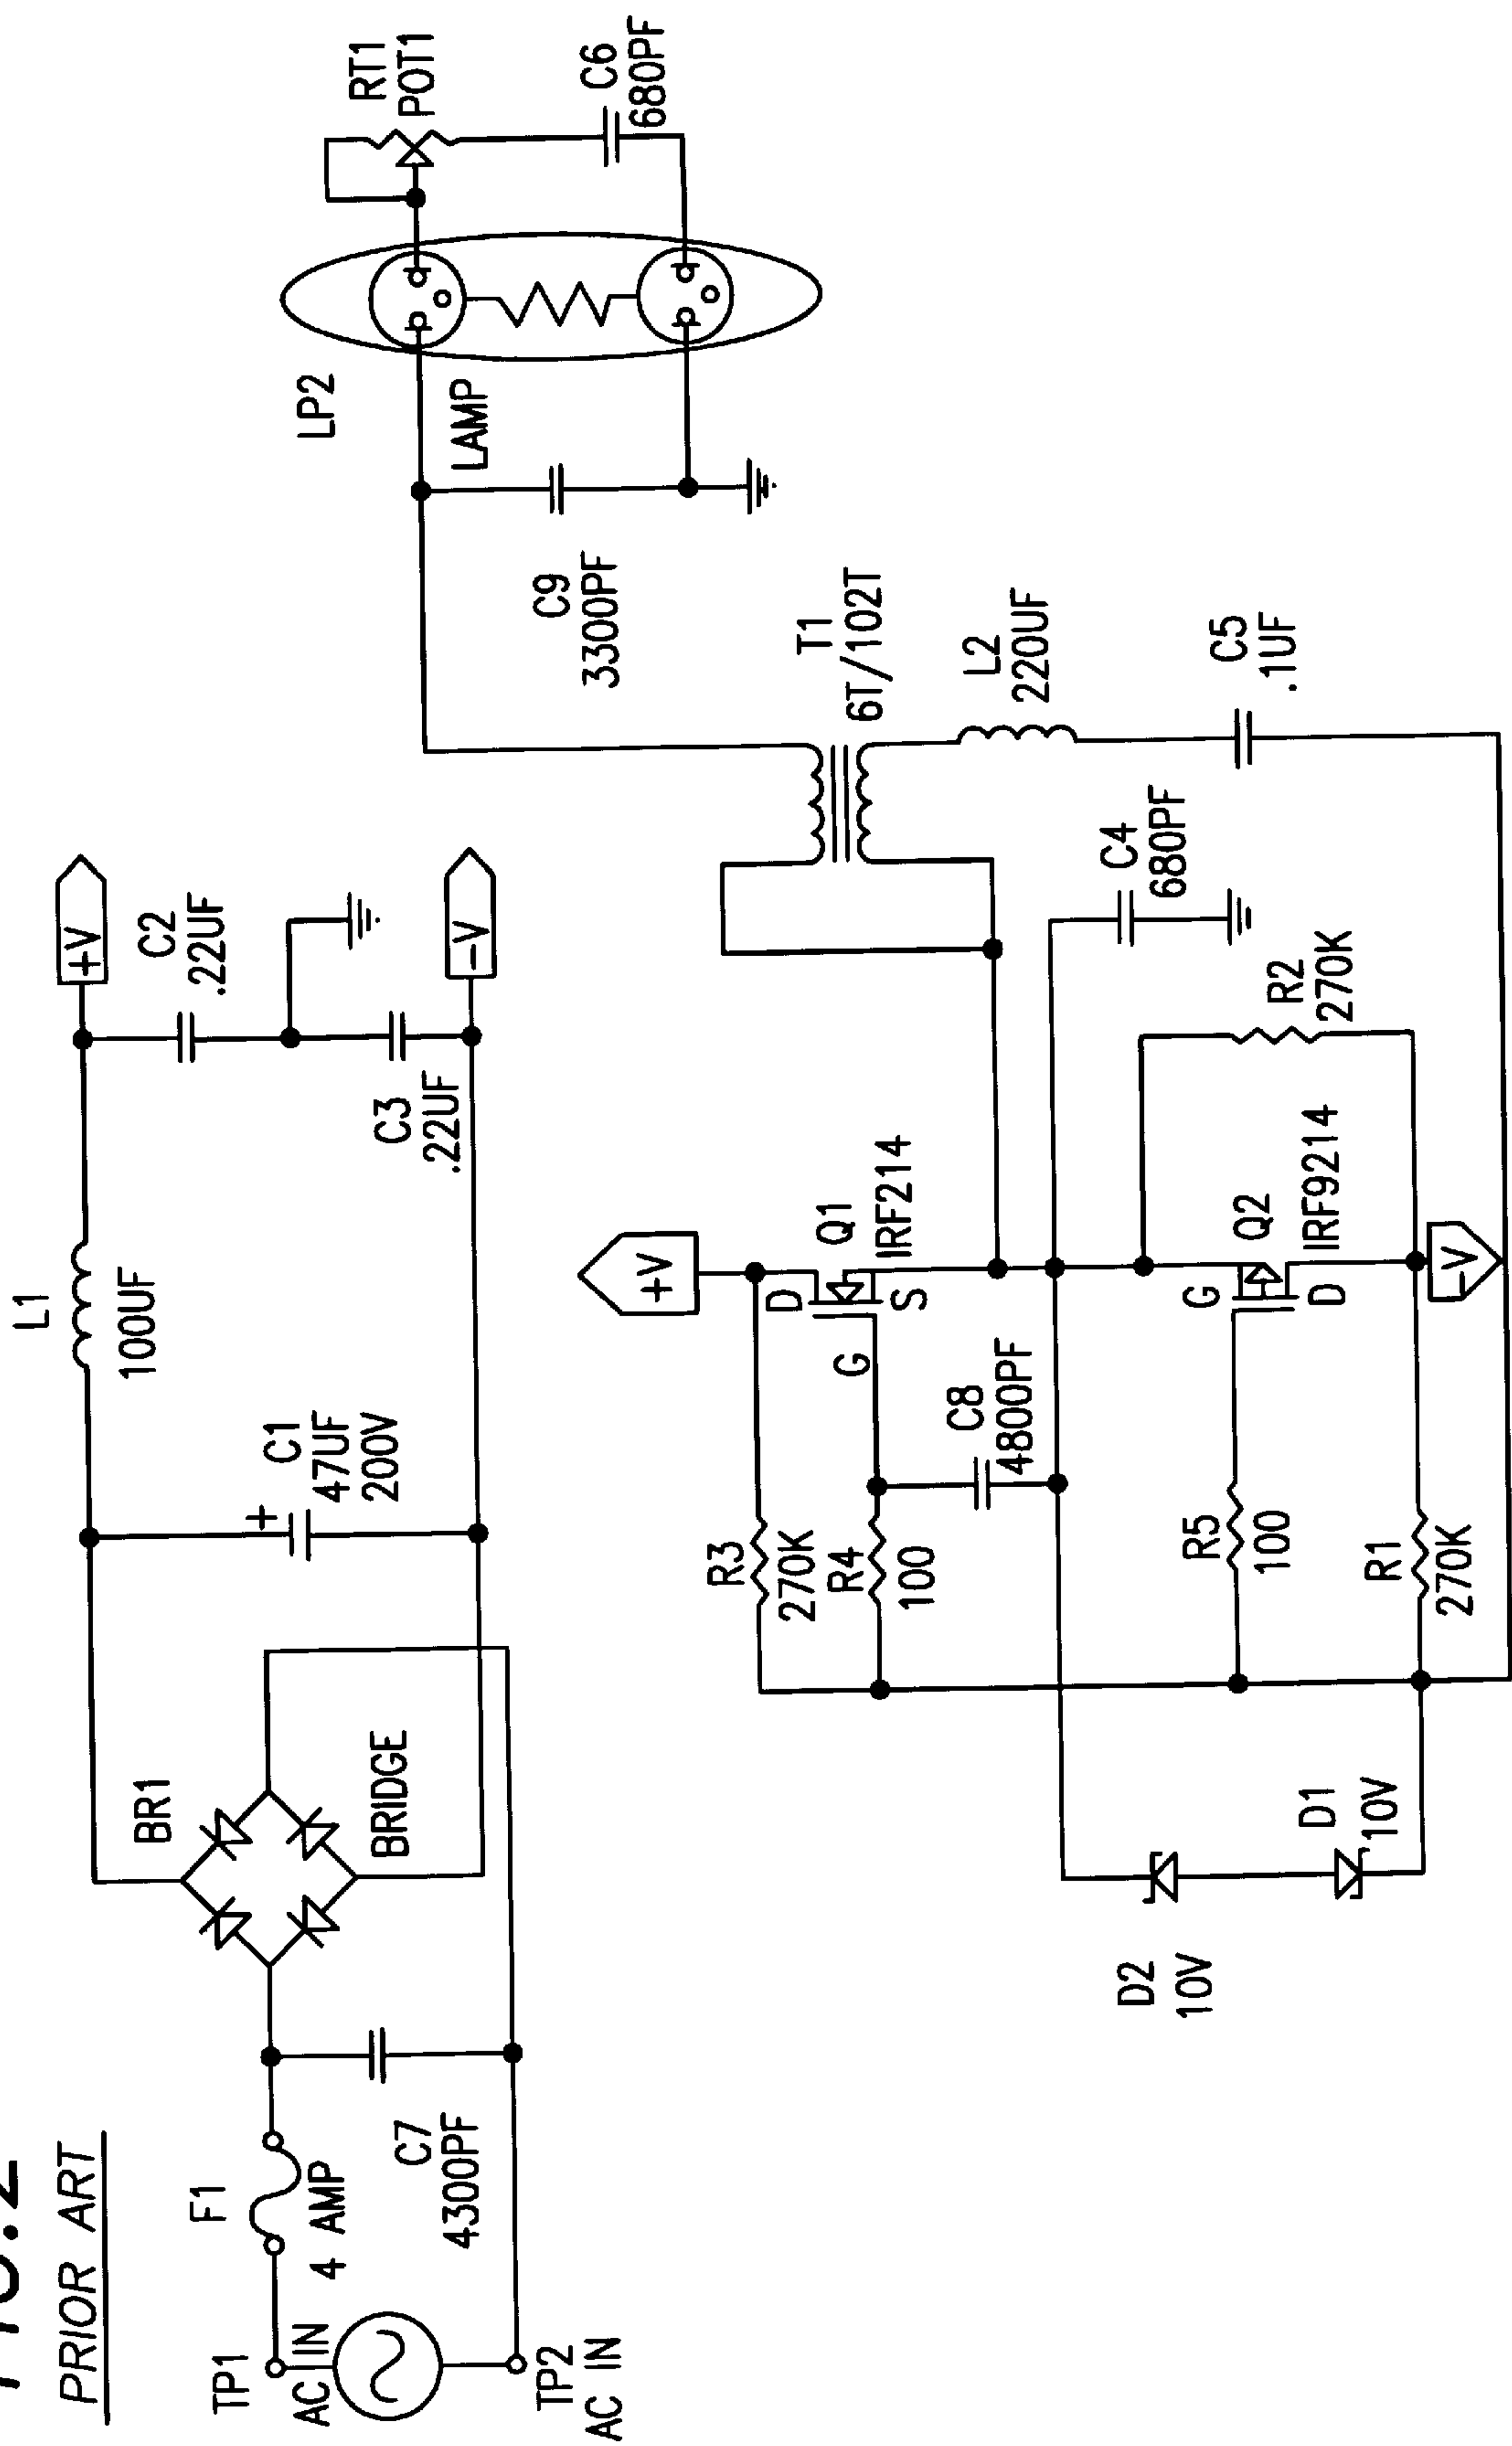 PRIOR ART
TP1
AC IN
TP2
AC IN
F1
4 AMP
C7
4300PF
BR1
BRIDGE
C1
+
47UF
200V
L1
100UF
C2
.22UF
C3
.22UF
+V
-V
LP2
LAMP
RT1
POT1
C6
680PF
C9
3300PF
T1
6T/102T
L2
220UF
C5
.1UF
C4
680PF
R2
270K
+V
D
Q1
IRF214
S
G
C8
4800PF
R3
270K
R4
100
G
Q2
D
IRF9214
-V
R5
100
R1
270K
D2
10V
D1
10V